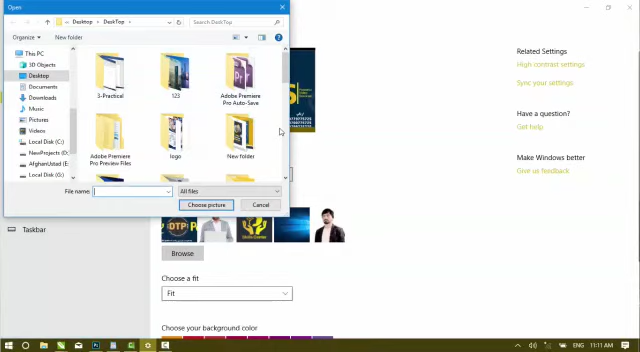 Open
Desktop > DeskTop >
Search DeskTop
Organize
New folder
This PC
3D Objects
Desktop
Documents
Downloads
Music
Pictures
Videos
Local Disk (C:)
NewProjects (D:
AfghanUstad (E:
Local Disk (G:)
3-Practical
123
Adobe Premiere
Pro Auto-Save
Adobe Premiere
Pro Preview Files
logo
New folder
File name:
All files
Choose picture
Cancel
Related Settings
High contrast settings
Sync your settings
Have a question?
Get help
Make Windows better
Give us feedback
Taskbar
DTP
Media Center
Browse
Choose a fit
Fit
Choose your background color
ENG
11:11 AM